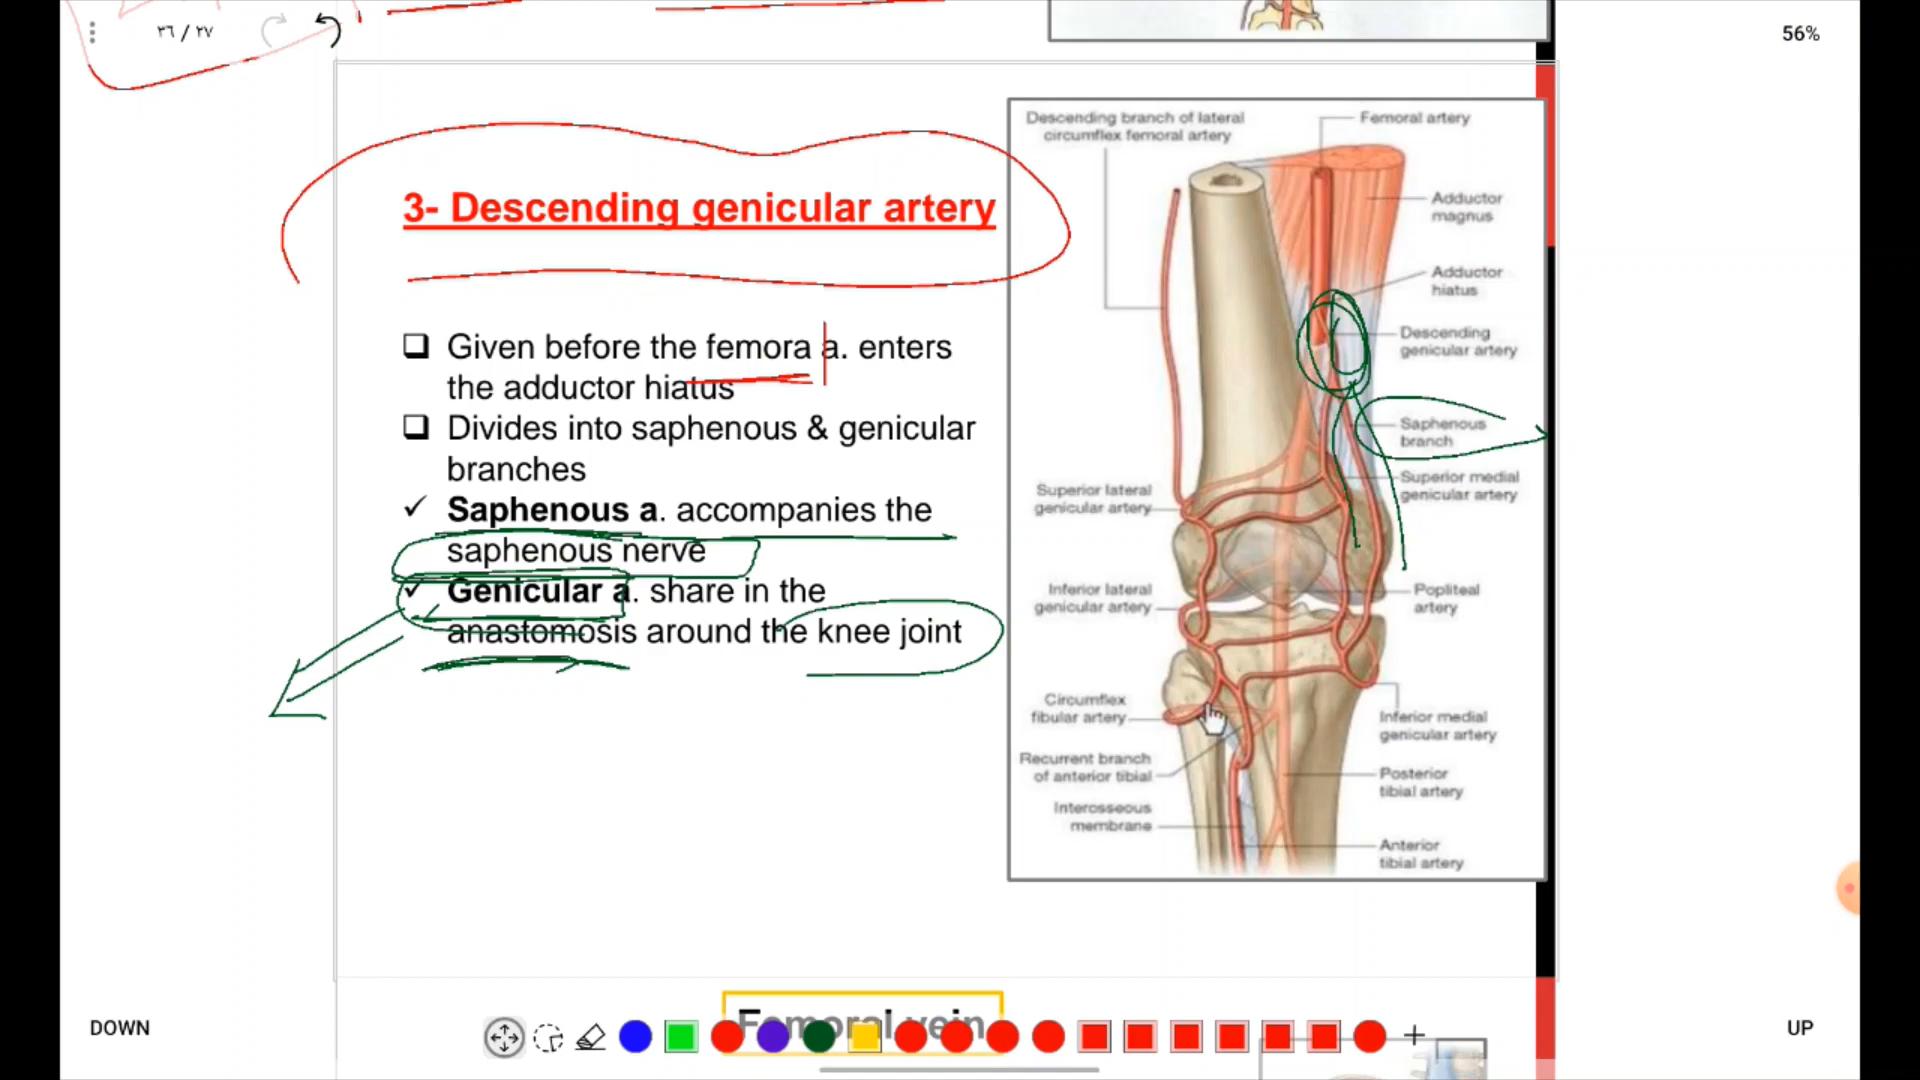 ٣٦ / ٢٧
56%
3- Descending genicular artery
Given before the femora a. enters
the adductor hiatus
Divides into saphenous & genicular
branches
Saphenous a. accompanies the
saphenous nerve
Genicular a. share in the
anastomosis around the knee joint
Descending branch of lateral
circumflex femoral artery
Femoral artery
Adductor
magnus
Adductor
hiatus
Descending
genicular artery
Saphenous
branch
Superior lateral
genicular artery
Superior medial
genicular artery
Inferior lateral
genicular artery
Popliteal
artery
Circumflex
fibular artery
Inferior medial
genicular artery
Recurrent branch
of anterior tibial
Posterior
tibial artery
Interosseous
membrane
Anterior
tibial artery
Femoral vein
DOWN
UP